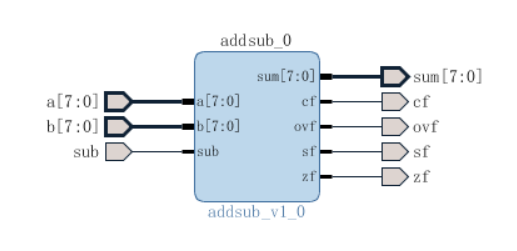 addsub_0
sum[7:0] sum[7:0]
a[7:0] a[7:0] cf cf
b[7:0] b[7:0] ovf ovf
sub sub sf sf
zf zf
addsub_v1_0